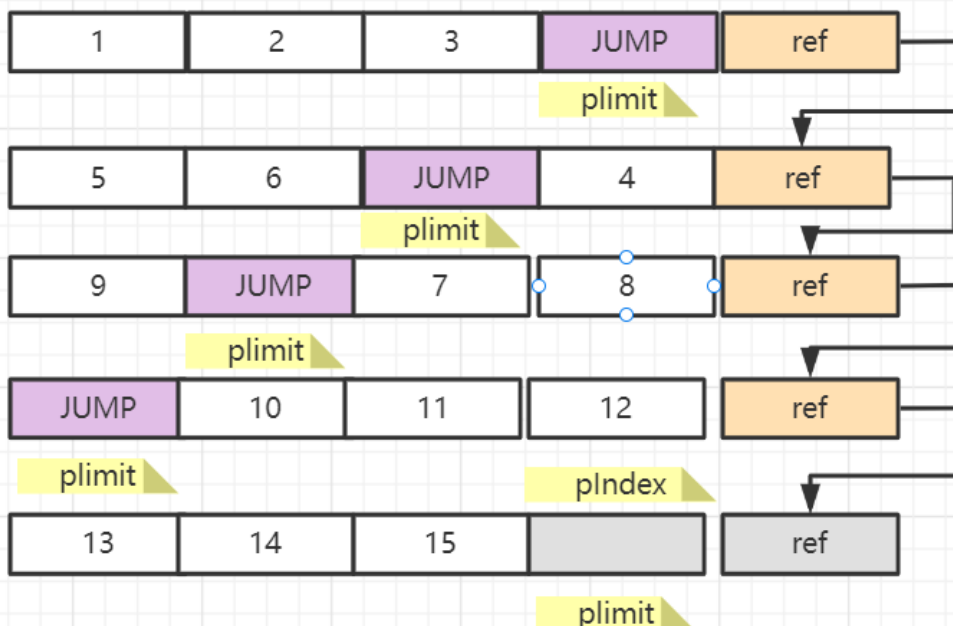 1 2 3 JUMP ref
plimit
5 6 JUMP 4 ref
plimit
9 JUMP 7 8 ref
plimit
JUMP 10 11 12 ref
plimit pIndex
13 14 15 ref
plimit